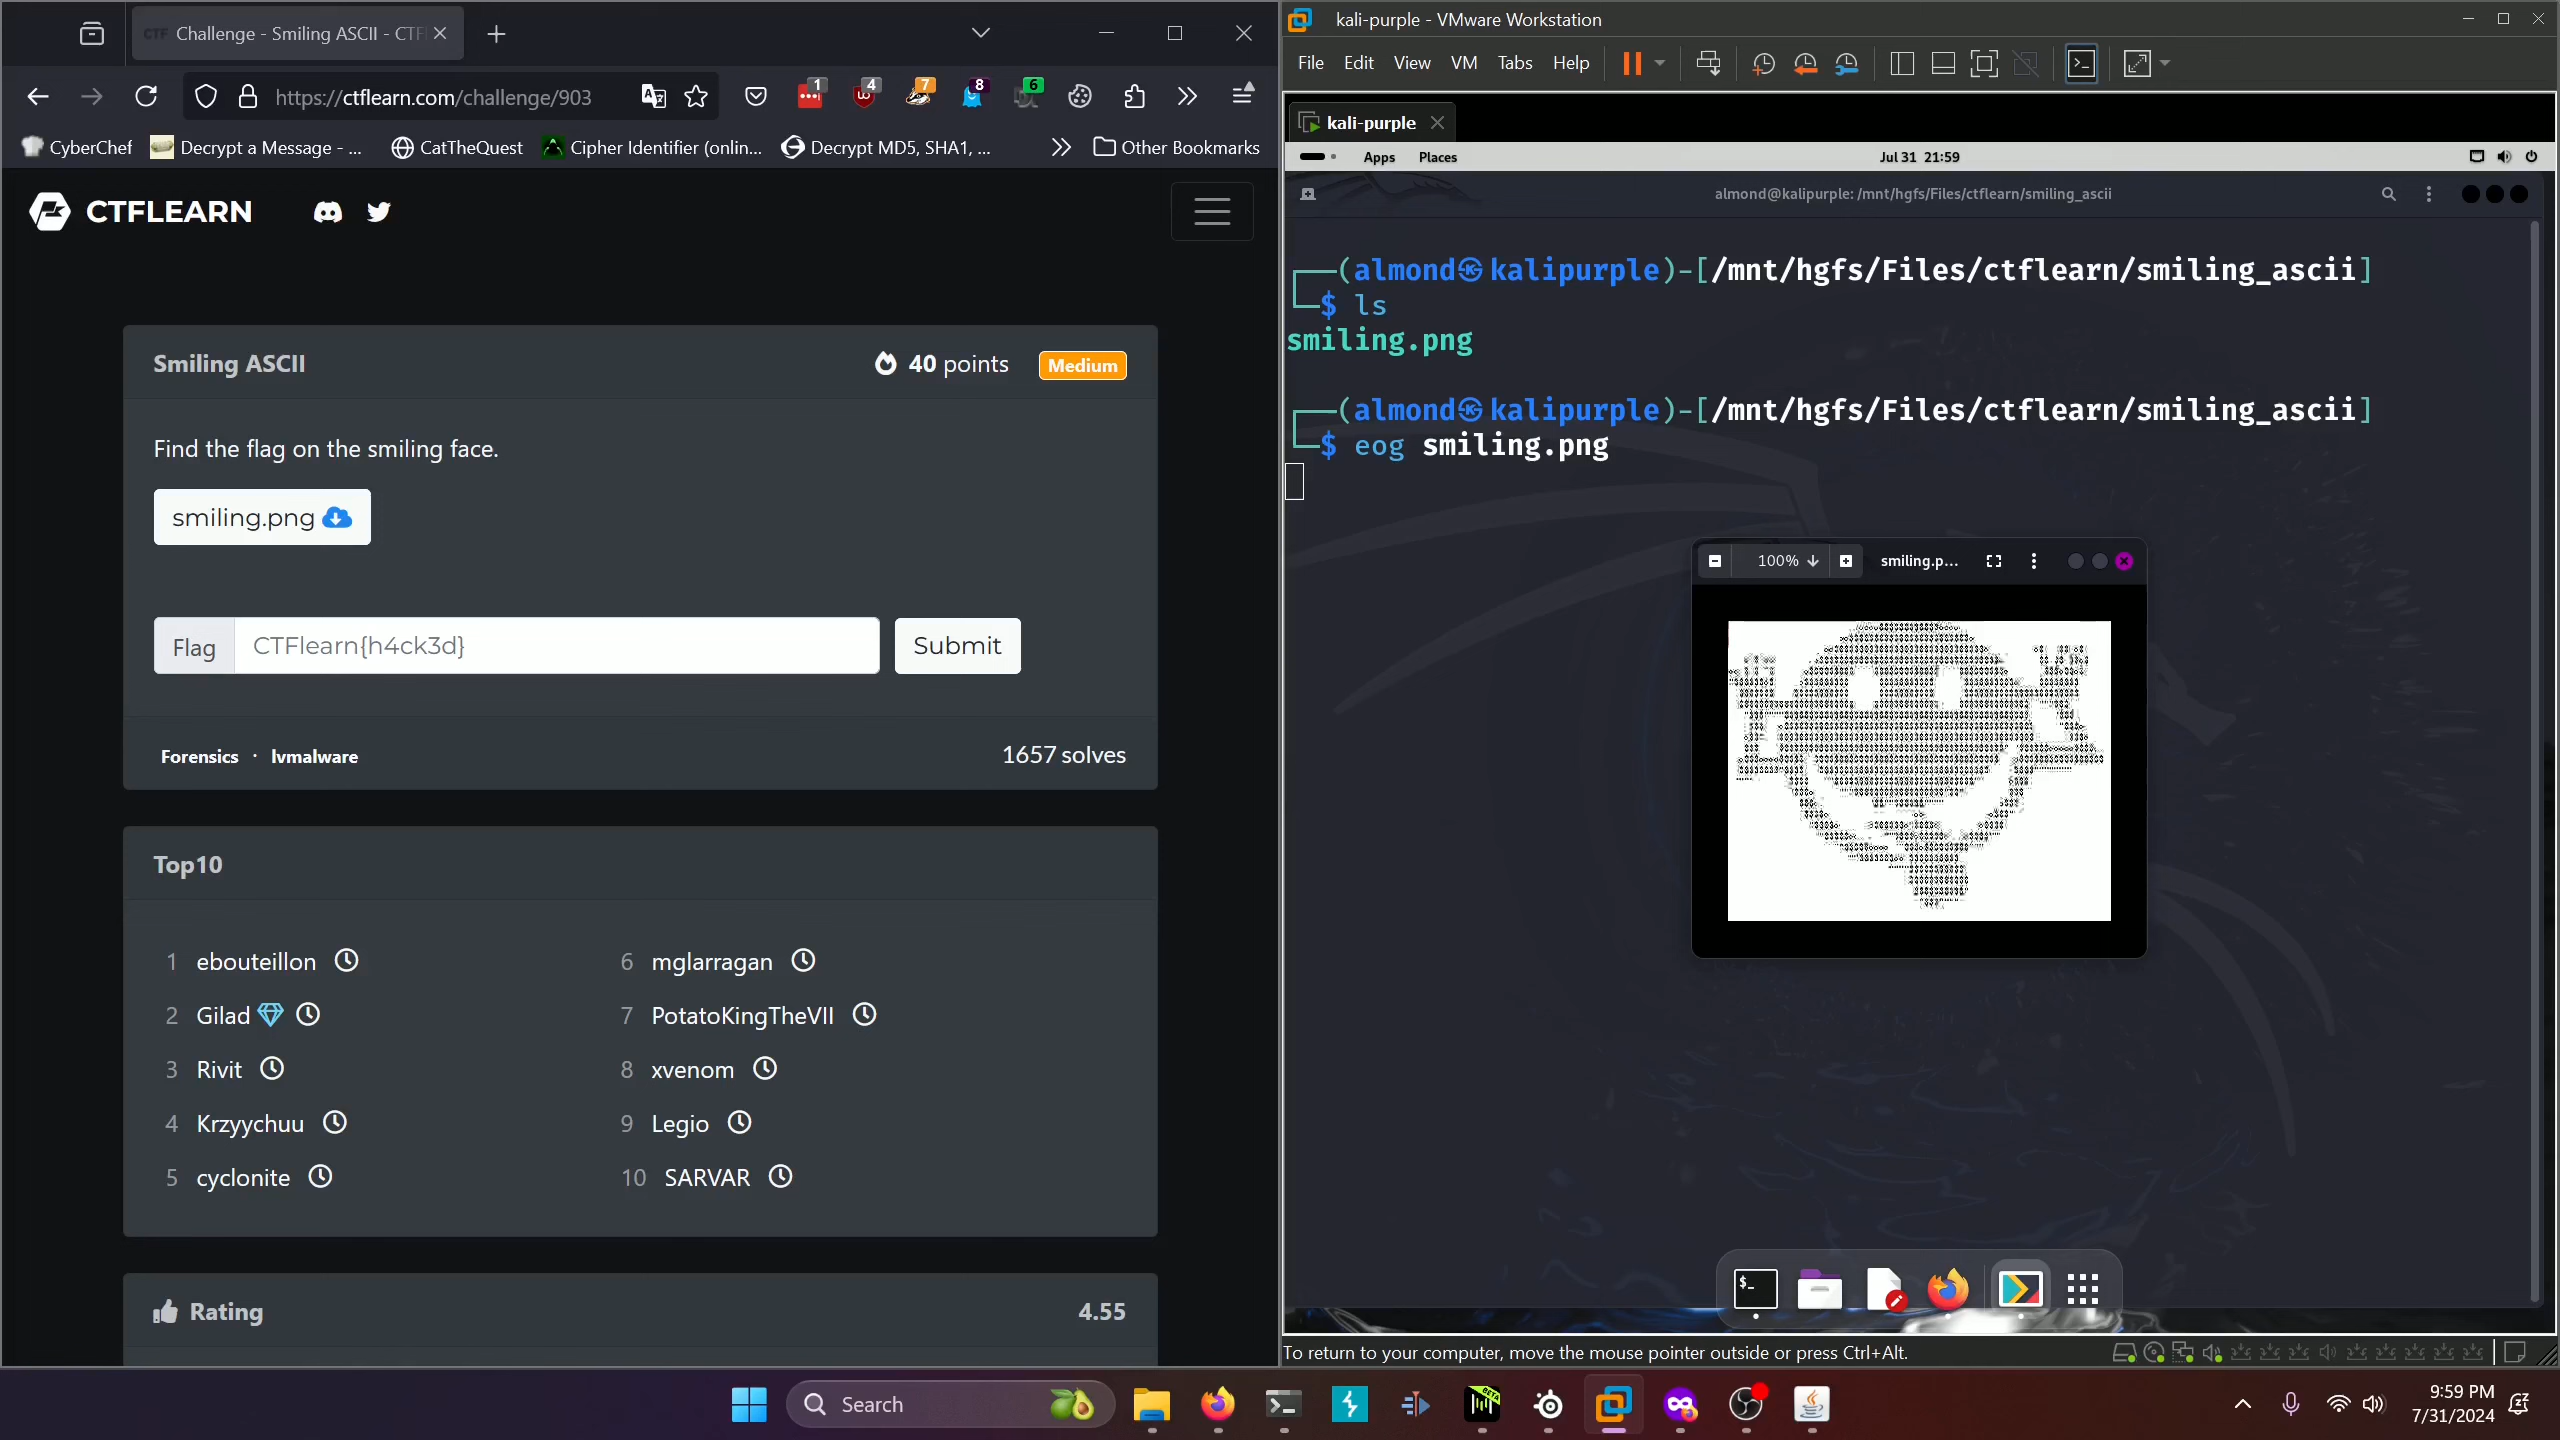 Challenge - Smiling ASCII - CTF
https://ctflearn.com/challenge/903
1
4
7
8
6
CyberChef
Decrypt a Message - ...
CatTheQuest
Cipher Identifier (onlin...
Decrypt MD5, SHA1, ...
Other Bookmarks
CTFLEARN
Smiling ASCII
40 points
Medium
Find the flag on the smiling face.
smiling.png
Flag
CTFlearn{h4ck3d}
Submit
Forensics · lvmalware
1657 solves
Top10
1 ebouteillon
6 mglarragan
2 Gilad
7 PotatoKingTheVII
3 Rivit
8 xvenom
4 Krzyychuu
9 Legio
5 cyclonite
10 SARVAR
Rating
4.55
kali-purple - VMware Workstation
File Edit View VM Tabs Help
kali-purple
Apps Places
Jul 31 21:59
almond@kalipurple: /mnt/hgfs/Files/ctflearn/smiling_ascii
┌──(almond㉿kalipurple)-[/mnt/hgfs/Files/ctflearn/smiling_ascii]
└─$ ls
smiling.png
┌──(almond㉿kalipurple)-[/mnt/hgfs/Files/ctflearn/smiling_ascii]
└─$ eog smiling.png
100%
smiling.p...
To return to your computer, move the mouse pointer outside or press Ctrl+Alt.
Search
BETA
9:59 PM
7/31/2024